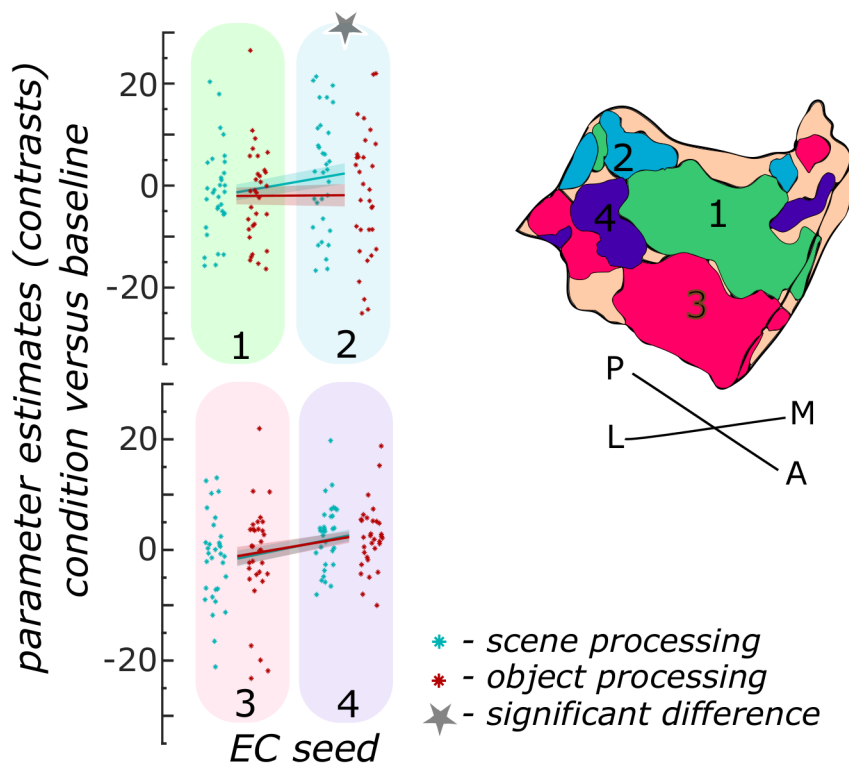 parameter estimates (contrasts)
condition versus baseline
20
0
-20
1
2
20
0
-20
3
4
EC seed
2
4
1
3
P
M
L
A
* - scene processing
* - object processing
- significant difference